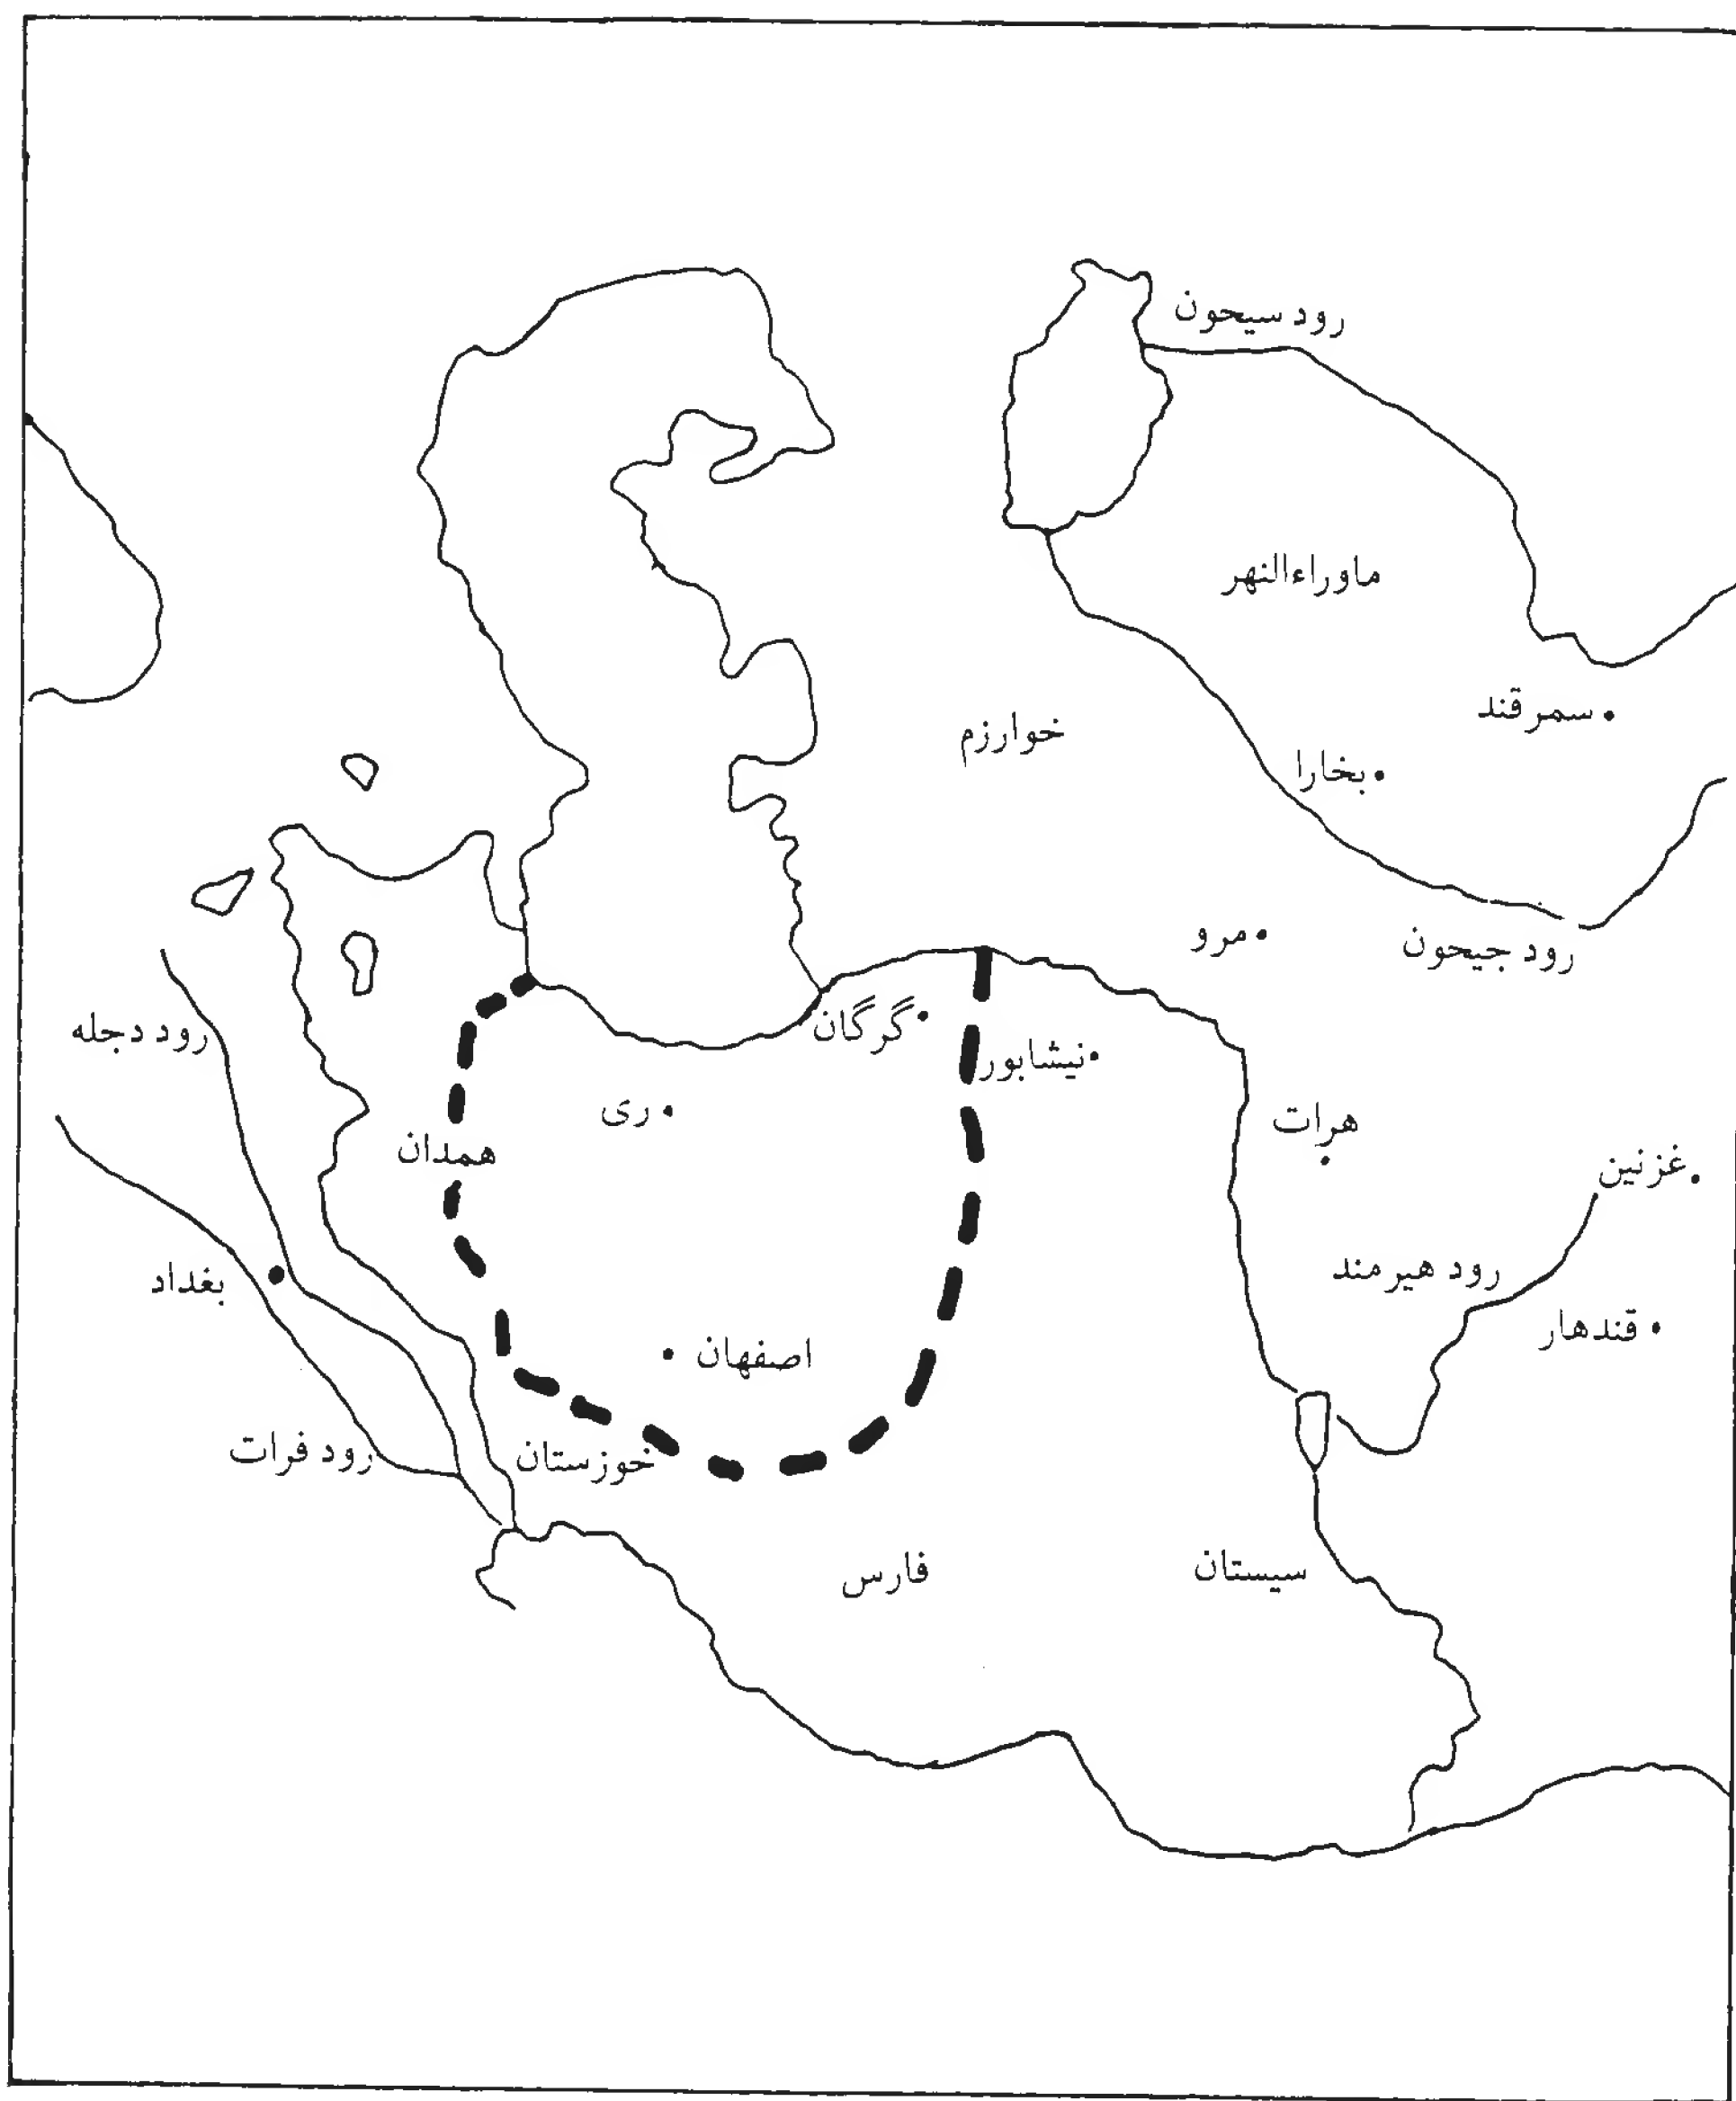 رود سیحون
ماوراءالنهر
سمرقند
خوارزم
بخارا
مرو
رود جیحون
گرگان
رود دجله
نیشابور
ری
هرات
همدان
غزنین
رود هیرمند
بغداد
قندهار
اصفهان
رود فرات
خوزستان
فارس
سیستان